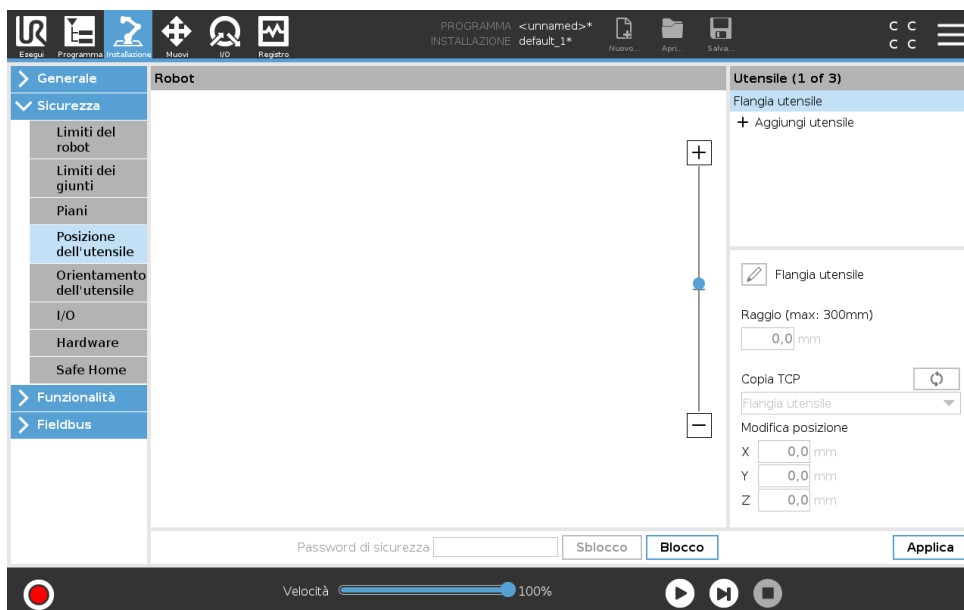 PROGRAMMA <unnamed>*
INSTALLAZIONE default_1*
Esegui Programma Installazione Muovi I/O Registro Nuovo... Apri... Salva...
C C
C C
Generale
Sicurezza
Limiti del
robot
Limiti dei
giunti
Piani
Posizione
dell'utensile
Orientamento
dell'utensile
I/O
Hardware
Safe Home
Funzionalità
Fieldbus
Robot
Utensile (1 of 3)
Flangia utensile
+ Aggiungi utensile
Flangia utensile
Raggio (max: 300mm)
0,0 mm
Copia TCP
Flangia utensile
Modifica posizione
X 0,0 mm
Y 0,0 mm
Z 0,0 mm
Password di sicurezza Sblocco Blocco Applica
Velocità 100%